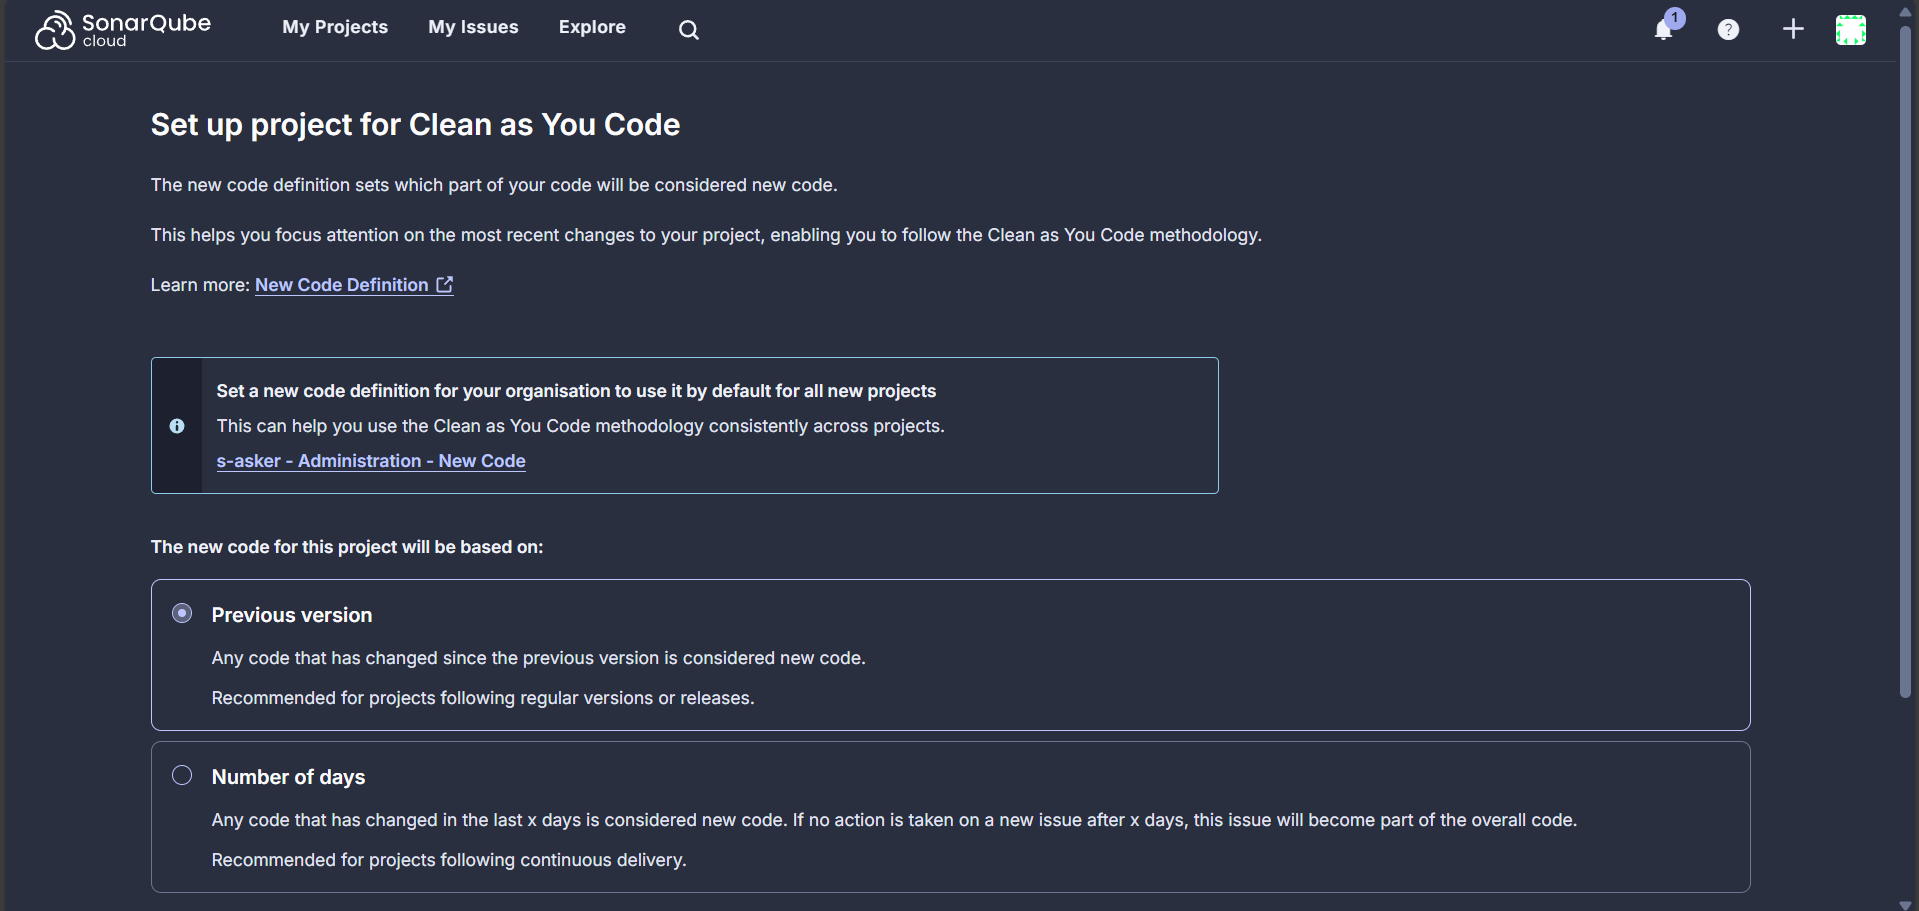 SonarQube
cloud
My Projects
My Issues
Explore
1
?
Set up project for Clean as You Code
The new code definition sets which part of your code will be considered new code.
This helps you focus attention on the most recent changes to your project, enabling you to follow the Clean as You Code methodology.
Learn more: New Code Definition
Set a new code definition for your organisation to use it by default for all new projects
This can help you use the Clean as You Code methodology consistently across projects.
s-asker - Administration - New Code
The new code for this project will be based on:
Previous version
Any code that has changed since the previous version is considered new code.
Recommended for projects following regular versions or releases.
Number of days
Any code that has changed in the last x days is considered new code. If no action is taken on a new issue after x days, this issue will become part of the overall code.
Recommended for projects following continuous delivery.